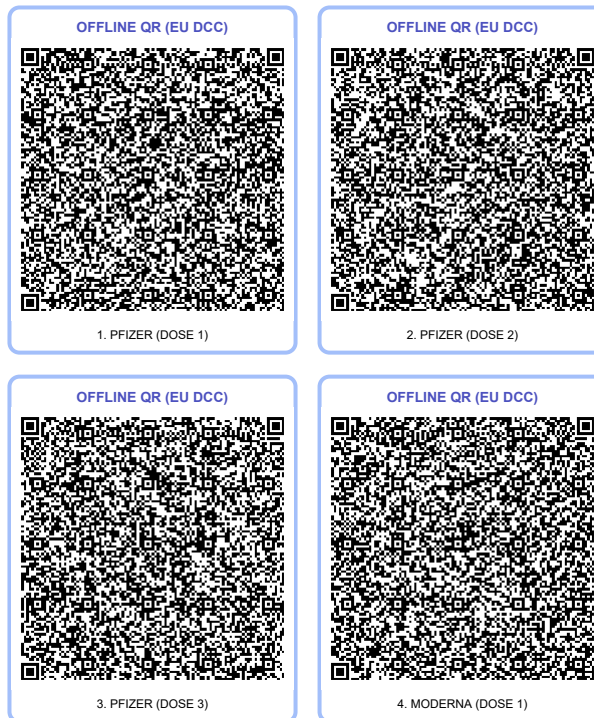 OFFLINE QR (EU DCC)
1. PFIZER (DOSE 1)
OFFLINE QR (EU DCC)
2. PFIZER (DOSE 2)
OFFLINE QR (EU DCC)
3. PFIZER (DOSE 3)
OFFLINE QR (EU DCC)
4. MODERNA (DOSE 1)